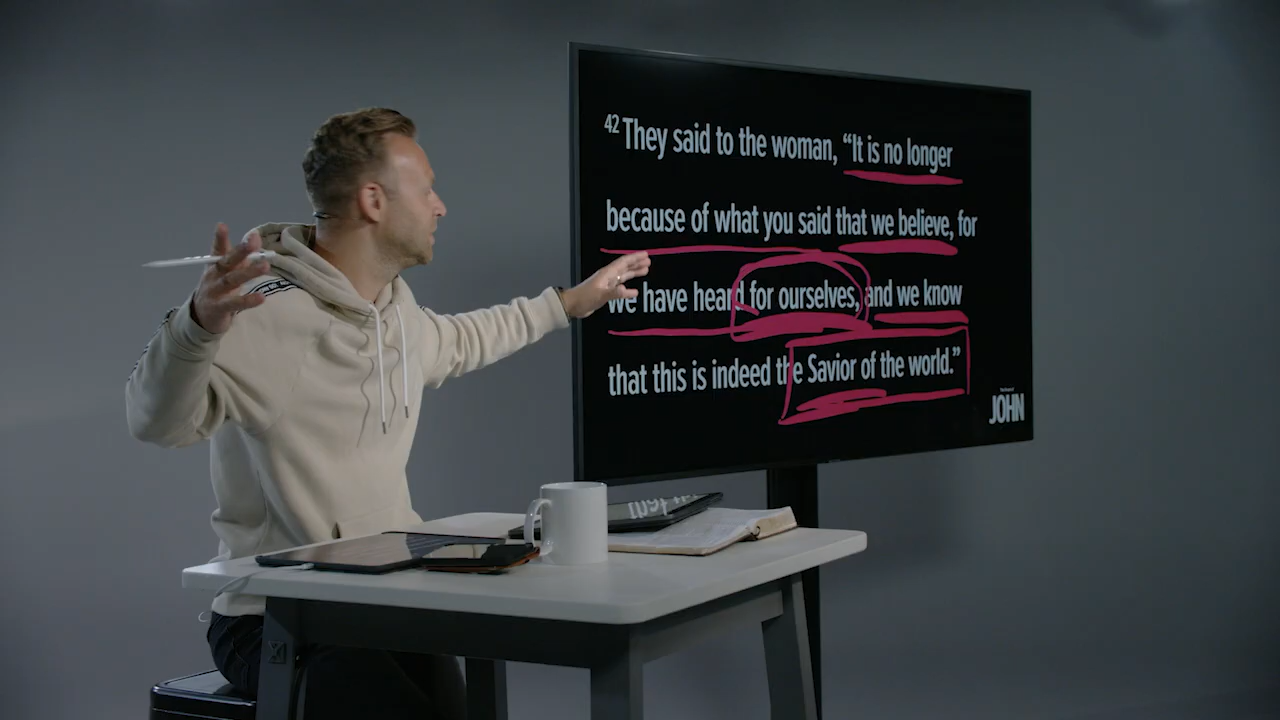 42 They said to the woman, “It is no longer
because of what you said that we believe, for
we have heard for ourselves, and we know
that this is indeed the Savior of the world.”
JOHN